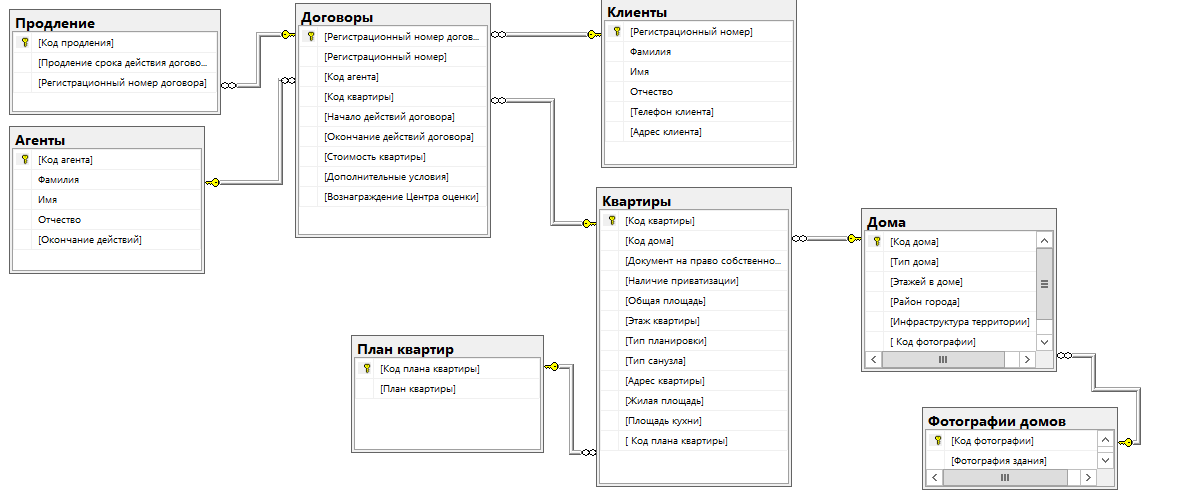 Продление
[Код продления]
[Продление срока действия догово...
[Регистрационный номер договора]
Агенты
[Код агента]
Фамилия
Имя
Отчество
[Окончание действий]
Договоры
[Регистрационный номер догов...
[Регистрационный номер]
[Код агента]
[Код квартиры]
[Начало действий договора]
[Окончание действий договора]
[Стоимость квартиры]
[Дополнительные условия]
[Вознаграждение Центра оценки]
Клиенты
[Регистрационный номер]
Фамилия
Имя
Отчество
[Телефон клиента]
[Адрес клиента]
Квартиры
[Код квартиры]
[Код дома]
[Документ на право собственно...
[Наличие приватизации]
[Общая площадь]
[Этаж квартиры]
[Тип планировки]
[Тип санузла]
[Адрес квартиры]
[Жилая площадь]
[Площадь кухни]
[ Код плана квартиры]
План квартир
[Код плана квартиры]
[План квартиры]
Дома
[Код дома]
[Тип дома]
[Этажей в доме]
[Район города]
[Инфраструктура территории]
[ Код фотографии]
Фотографии домов
[Код фотографии]
[Фотография здания]